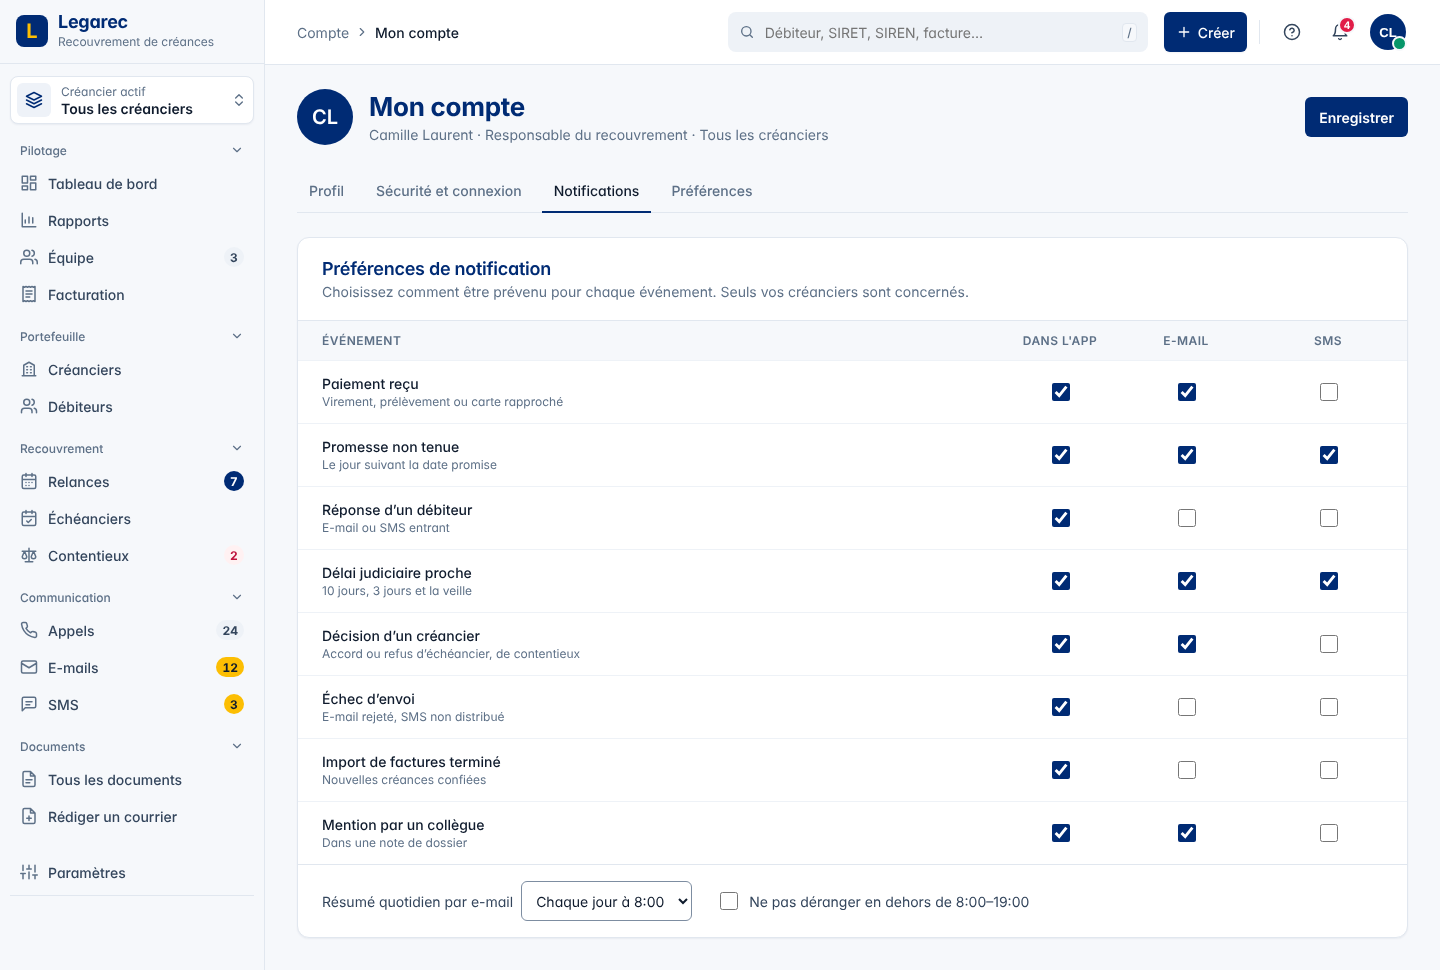 L
Legarec
Recouvrement de créances
Créancier actif
Tous les créanciers
Pilotage
Tableau de bord
Rapports
Équipe 3
Facturation
Portefeuille
Créanciers
Débiteurs
Recouvrement
Relances 7
Échéanciers
Contentieux 2
Communication
Appels 24
E-mails 12
SMS 3
Documents
Tous les documents
Rédiger un courrier
Paramètres
Compte > Mon compte
Débiteur, SIRET, SIREN, facture... /
+ Créer
4
CL
CL
Mon compte
Camille Laurent · Responsable du recouvrement · Tous les créanciers
Enregistrer
Profil Sécurité et connexion Notifications Préférences
Préférences de notification
Choisissez comment être prévenu pour chaque événement. Seuls vos créanciers sont concernés.
ÉVÉNEMENT DANS L'APP E-MAIL SMS
Paiement reçu
Virement, prélèvement ou carte rapproché
Promesse non tenue
Le jour suivant la date promise
Réponse d’un débiteur
E-mail ou SMS entrant
Délai judiciaire proche
10 jours, 3 jours et la veille
Décision d’un créancier
Accord ou refus d’échéancier, de contentieux
Échec d’envoi
E-mail rejeté, SMS non distribué
Import de factures terminé
Nouvelles créances confiées
Mention par un collègue
Dans une note de dossier
Résumé quotidien par e-mail Chaque jour à 8:00 Ne pas déranger en dehors de 8:00–19:00